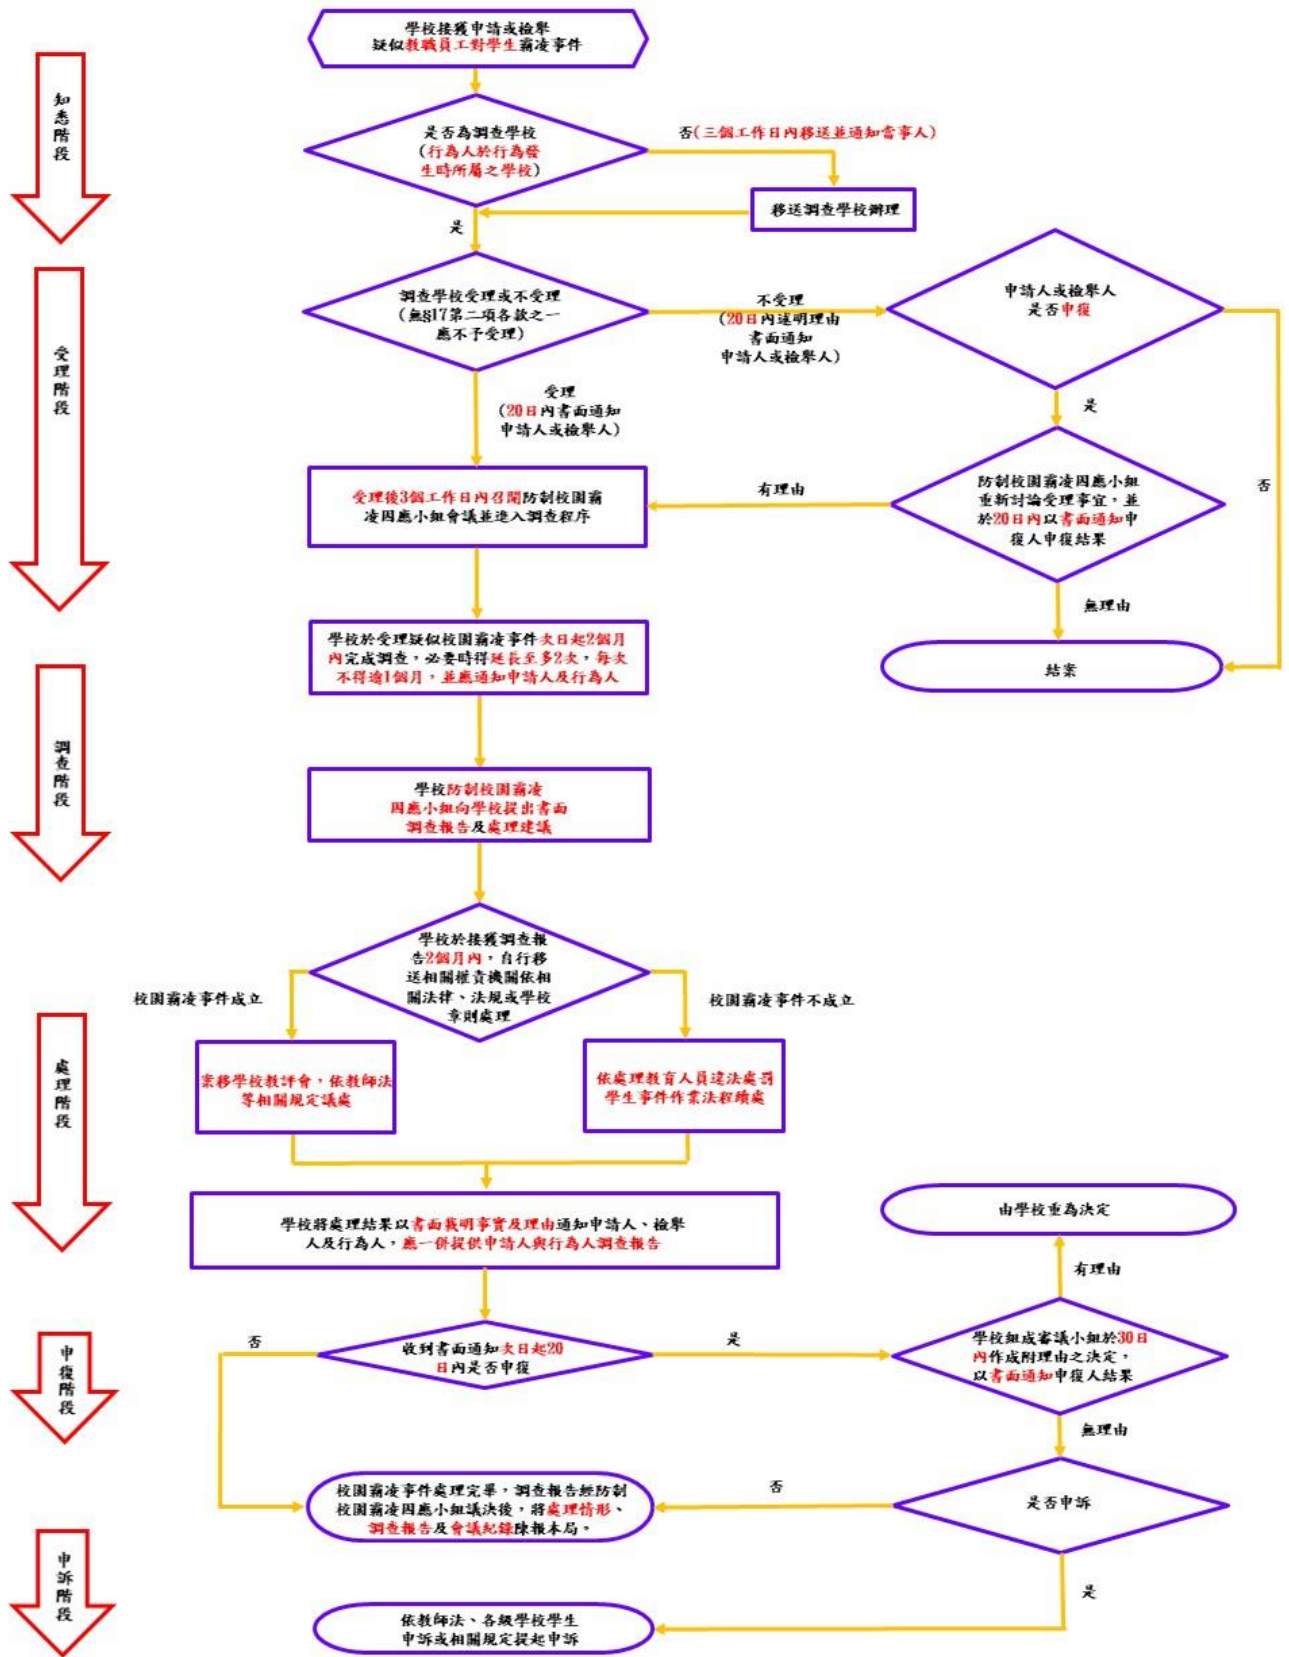 學校接獲申請或檢舉
疑似教職員工對學生霸凌事件
知悉階段
是否為調查學校
(行為人於行為發
生時所屬之學校)
否(三個工作日內移送並通知當事人)
移送調查學校辦理
是
受理階段
調查學校受理或不受理
(無§17第二項各款之一
應不予受理)
不受理
(20日內述明理由
書面通知
申請人或檢舉人)
申請人或檢舉人
是否申復
受理
(20日內書面通知
申請人或檢舉人)
是
否
受理後3個工作日內召開防制校園霸
凌因應小組會議並進入調查程序
有理由
防制校園霸凌因應小組
重新討論受理事宜，並
於20日內以書面通知申
復人申復結果
無理由
結案
學校於受理疑似校園霸凌事件次日起2個月
內完成調查，必要時得延長至多2次，每次
不得逾1個月，並應通知申請人及行為人
調查階段
學校防制校園霸凌
因應小組向學校提出書面
調查報告及處理建議
學校於接獲調查報
告2個月內，自行移
送相關權責機關依相
關法律、法規或學校
章則處理
校園霸凌事件成立
校園霸凌事件不成立
處理階段
案移學校教評會，依教師法
等相關規定議處
依處理教育人員違法處罰
學生事件作業法程續處
學校將處理結果以書面載明事實及理由通知申請人、檢舉
人及行為人，應一併提供申請人與行為人調查報告
由學校重為決定
有理由
申復階段
否
收到書面通知次日起20
日內是否申復
是
學校組成審議小組於30日
內作成附理由之決定，
以書面通知申復人結果
無理由
校園霸凌事件處理完畢，調查報告經防制
校園霸凌因應小組議決後，將處理情形、
調查報告及會議紀錄陳報本局。
否
是否申訴
申訴階段
是
依教師法、各級學校學生
申訴或相關規定提起申訴